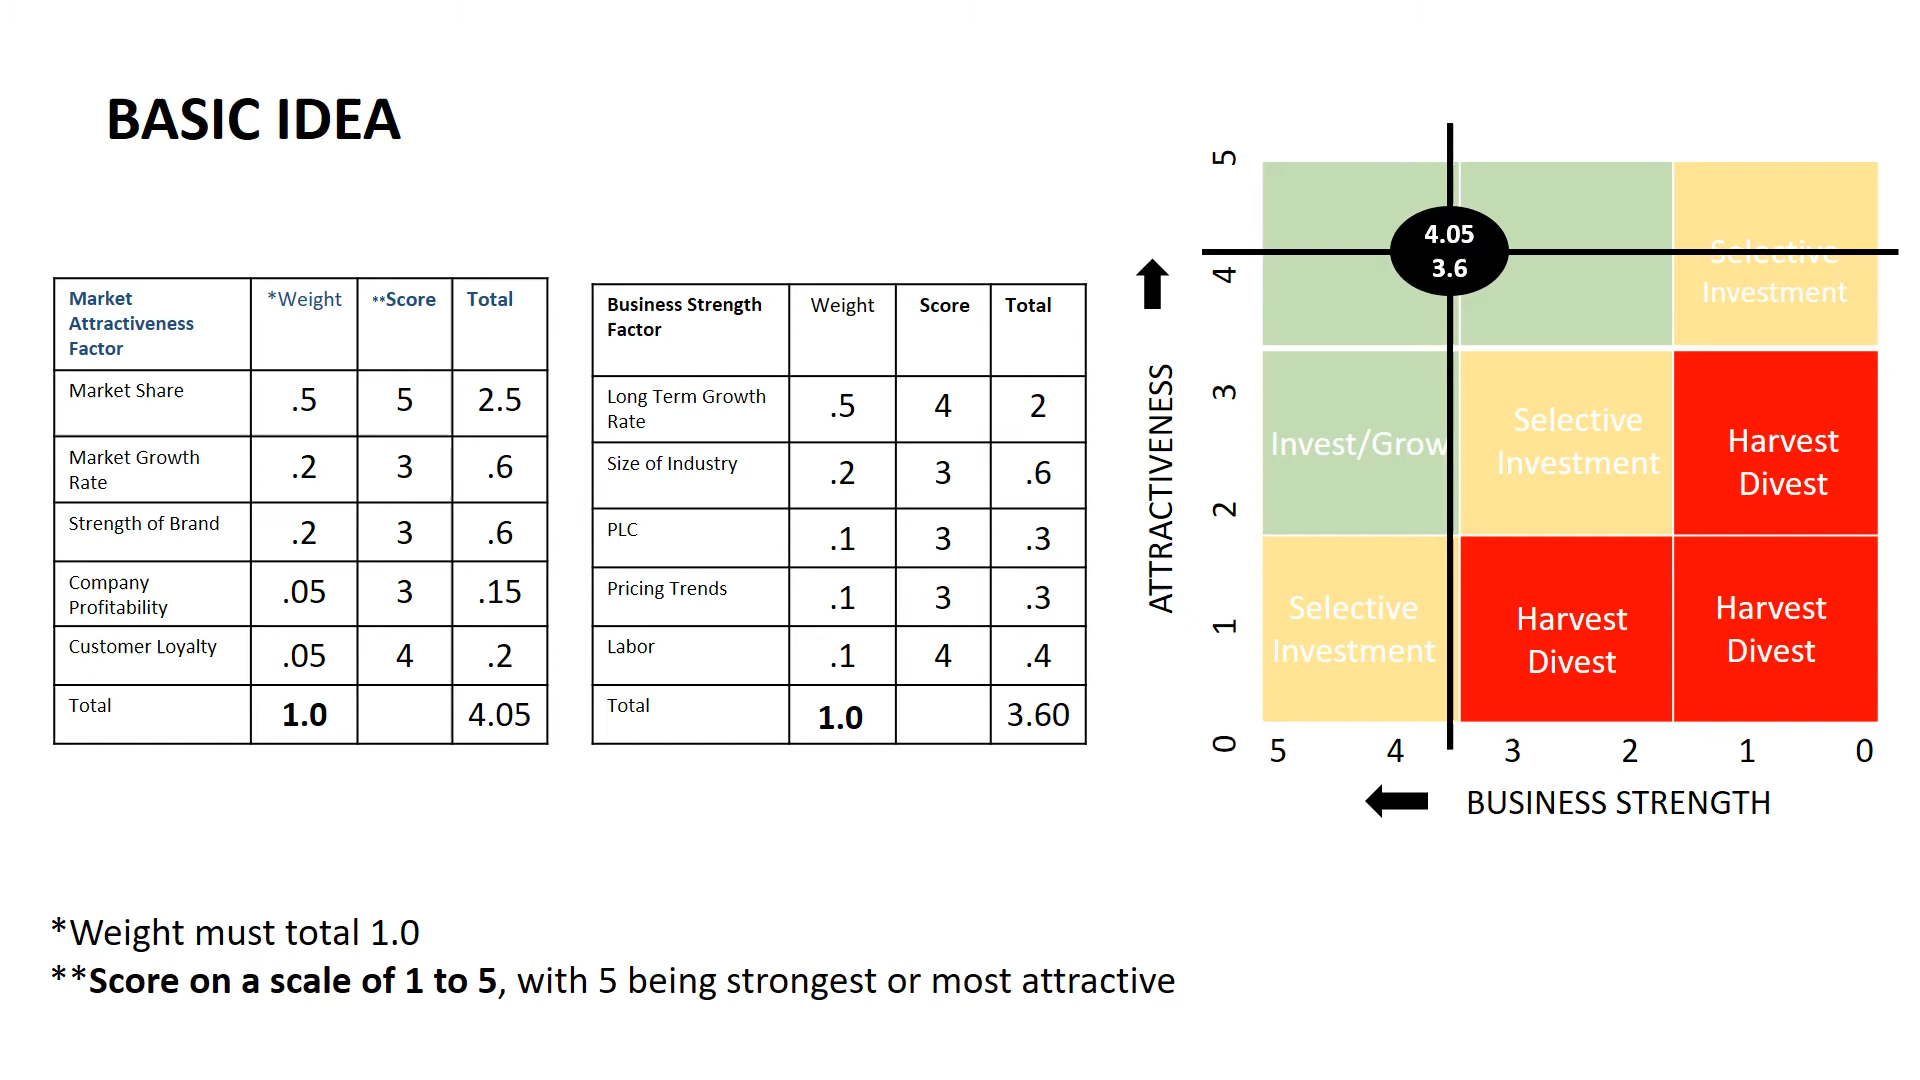 BASIC IDEA
Market
Attractiveness
Factor
*Weight
**Score
Total
Market Share
.5
5
2.5
Market Growth
Rate
.2
3
.6
Strength of Brand
.2
3
.6
Company
Profitability
.05
3
.15
Customer Loyalty
.05
4
.2
Total
1.0
4.05
Business Strength
Factor
Weight
Score
Total
Long Term Growth
Rate
.5
4
2
Size of Industry
.2
3
.6
PLC
.1
3
.3
Pricing Trends
.1
3
.3
Labor
.1
4
.4
Total
1.0
3.60
ATTRACTIVENESS
5
4
3
2
1
0
4.05
3.6
Selective
Investment
Invest/Grow
Selective
Investment
Harvest
Divest
Selective
Investment
Harvest
Divest
Harvest
Divest
5 4 3 2 1 0
BUSINESS STRENGTH
*Weight must total 1.0
**Score on a scale of 1 to 5, with 5 being strongest or most attractive